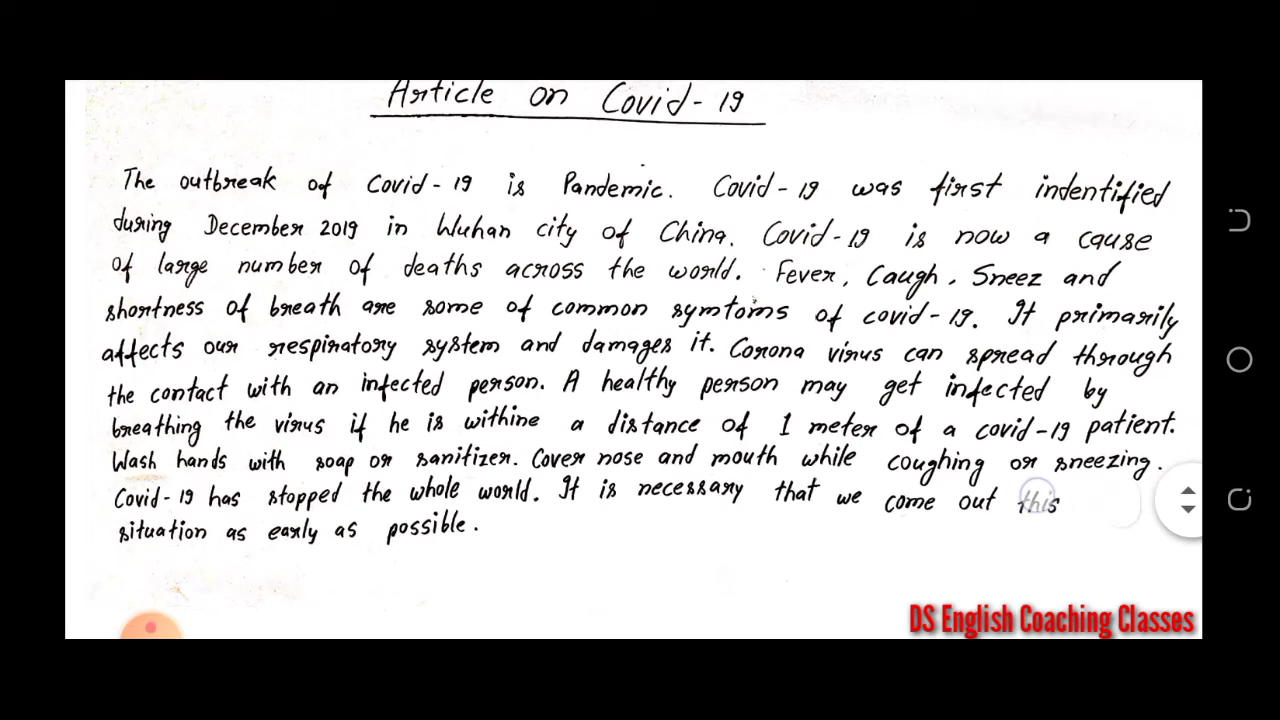 Article on Covid-19
The outbreak of Covid-19 is Pandemic. Covid-19 was first indentified
during December 2019 in Wuhan city of China. Covid-19 is now a cause
of large number of deaths across the world. Fever, Caugh, Sneez and
shortness of breath are some of common symtoms of covid-19. It primarily
affects our respiratory system and damages it. Corona virus can spread through
the contact with an infected person. A healthy person may get infected by
breathing the virus if he is withine a distance of 1 meter of a covid-19 patient.
Wash hands with soap or sanitizer. Cover nose and mouth while coughing or sneezing.
Covid-19 has stopped the whole world. It is necessary that we come out this
situation as early as possible.
DS English Coaching Classes